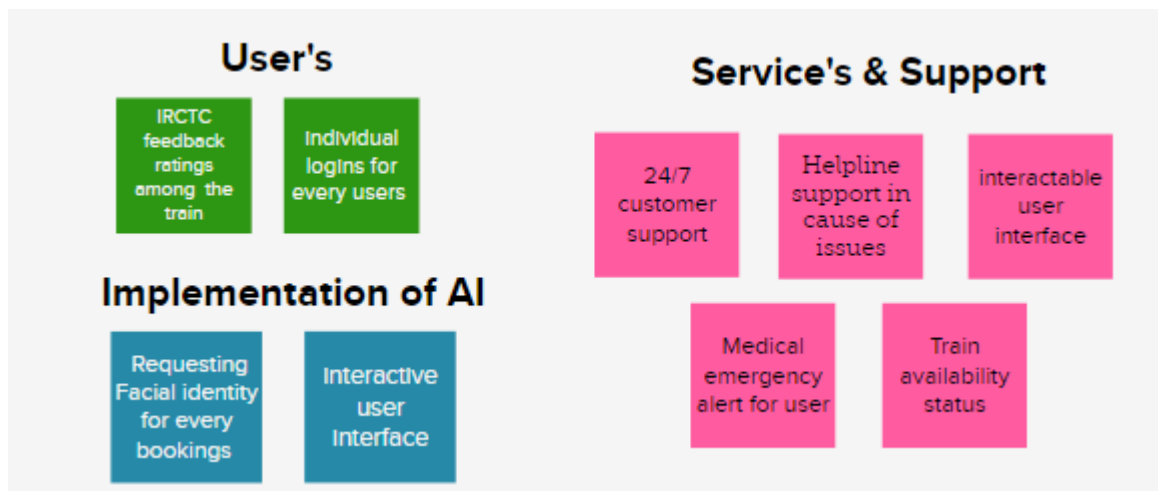 User's
IRCTC
feedback
ratings
among the
train
Individual
logins for
every users
Implementation of AI
Requesting
Facial identity
for every
bookings
Interactive
user
interface
Service's & Support
24/7
customer
support
Helpline
support in
cause of
issues
interactable
user
interface
Medical
emergency
alert for user
Train
availability
status